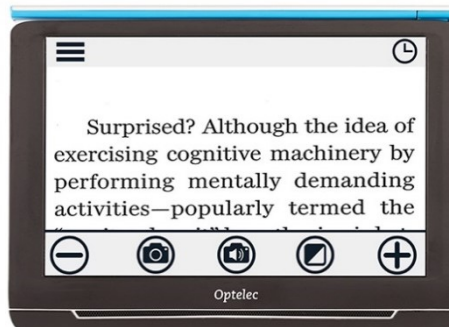 Surprised? Although the idea of
exercising cognitive machinery by
performing mentally demanding
activities—popularly termed the
Optelec